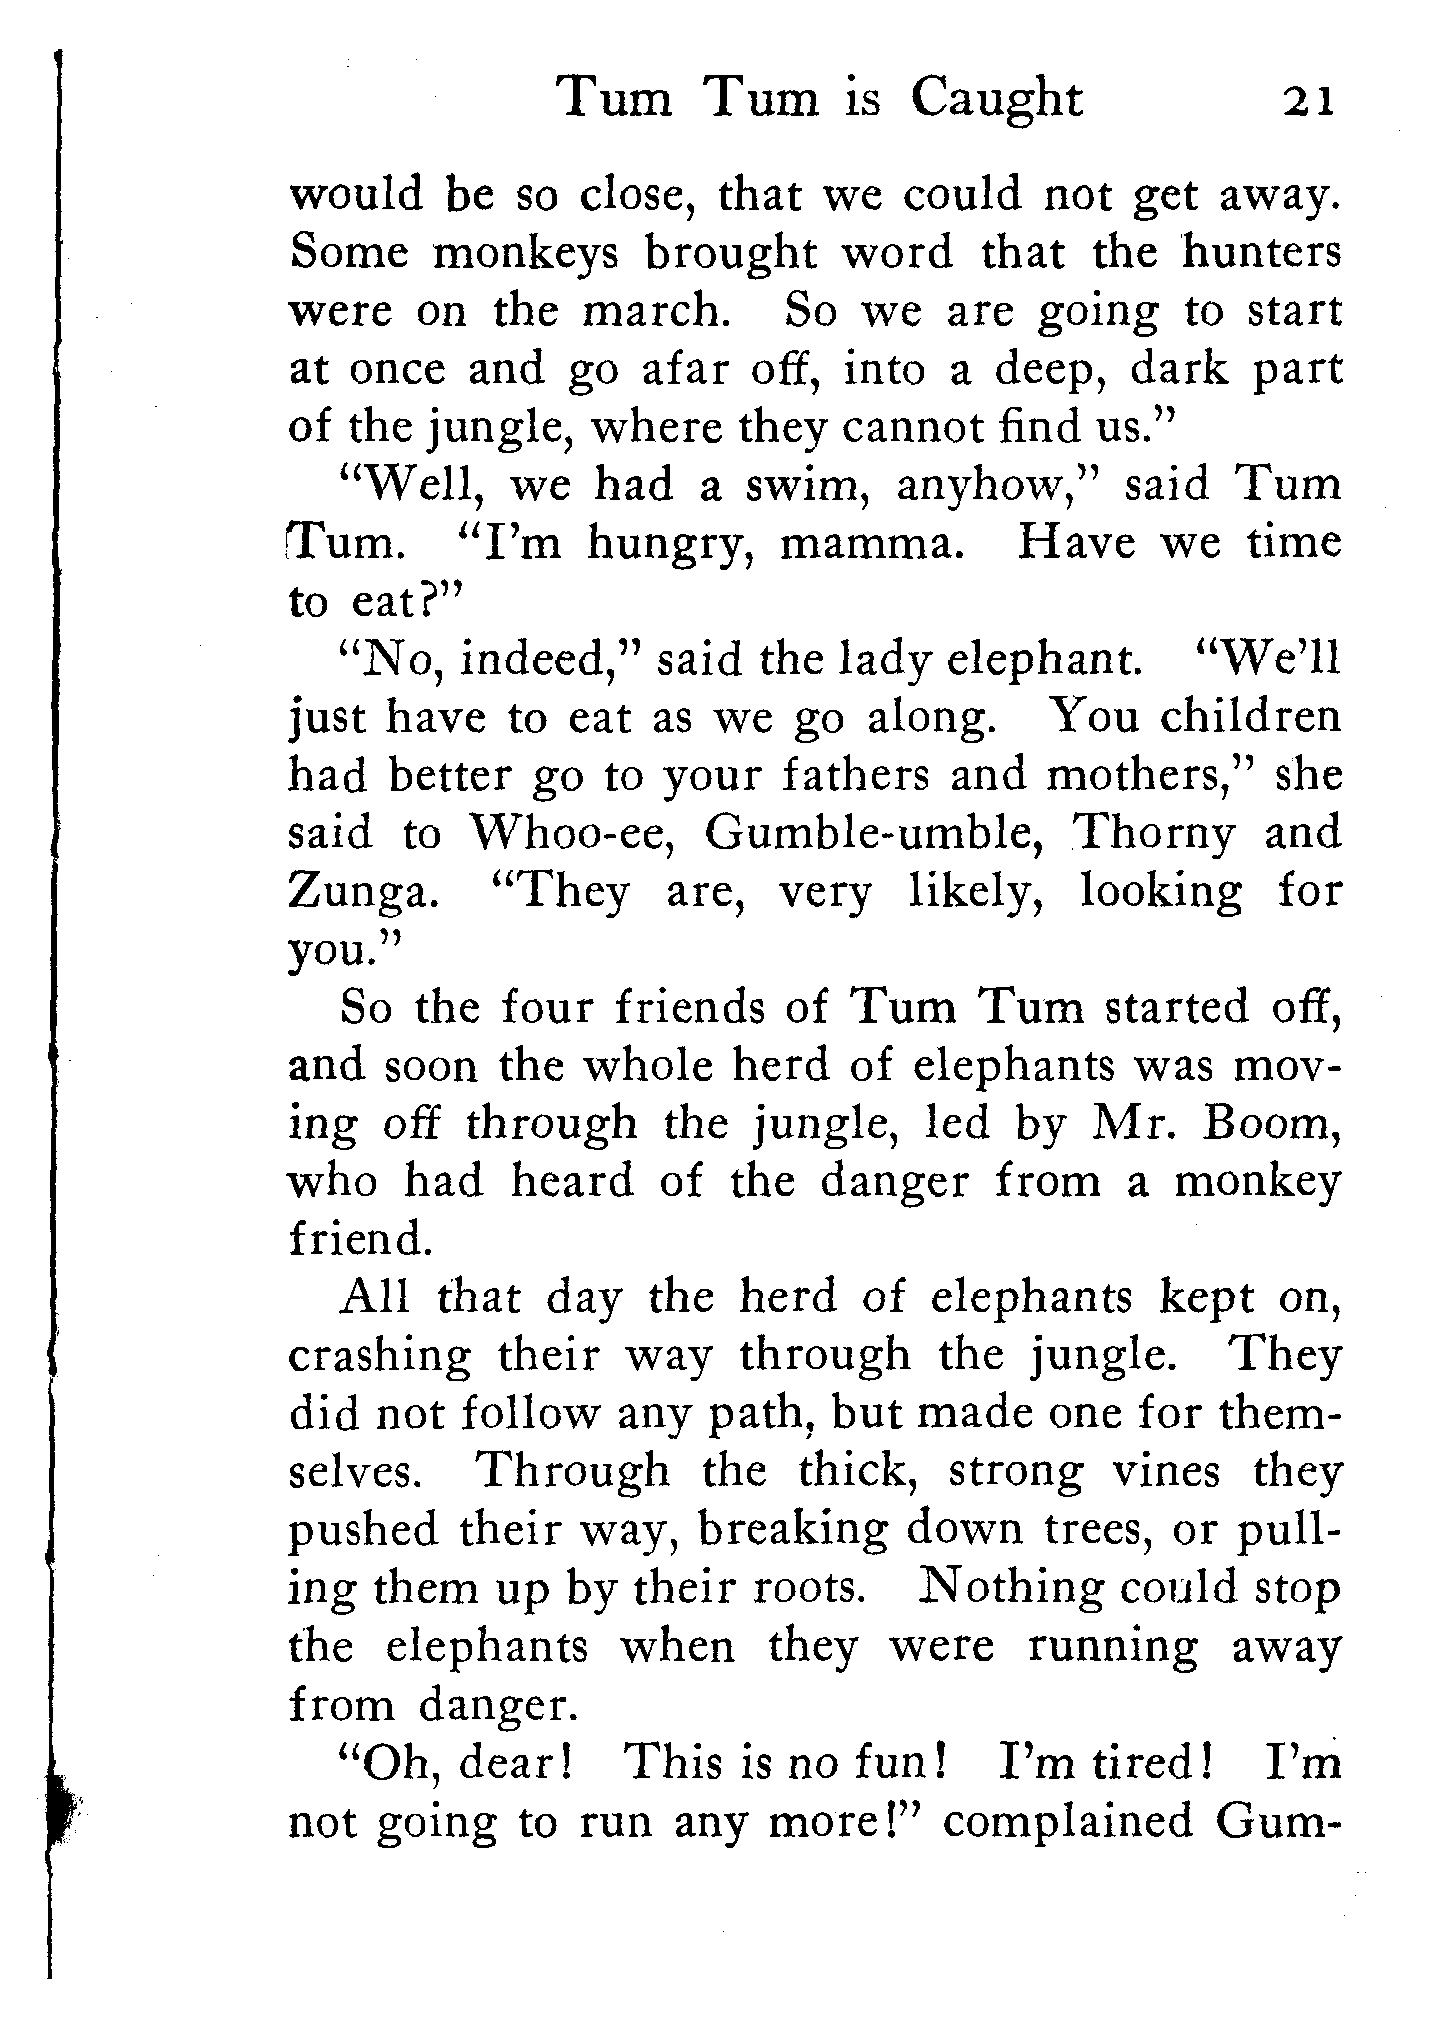 Tum Tum is Caught 21
would be so close, that we could not get away.
Some monkeys brought word that the hunters
were on the march. So we are going to start
at once and go afar off, into a deep, dark part
of the jungle, where they cannot find us.”
“Well, we had a swim, anyhow,” said Tum
Tum. “I’m hungry, mamma. Have we time
to eat?”
“No, indeed,” said the lady elephant. “We’ll
just have to eat as we go along. You children
had better go to your fathers and mothers,” she
said to Whoo-ee, Gumble-umble, Thorny and
Zunga. “They are, very likely, looking for
you.”
So the four friends of Tum Tum started off,
and soon the whole herd of elephants was mov-
ing off through the jungle, led by Mr. Boom,
who had heard of the danger from a monkey
friend.
All that day the herd of elephants kept on,
crashing their way through the jungle. They
did not follow any path, but made one for them-
selves. Through the thick, strong vines they
pushed their way, breaking down trees, or pull-
ing them up by their roots. Nothing could stop
the elephants when they were running away
from danger.
“Oh, dear! This is no fun! I’m tired! I’m
not going to run any more!” complained Gum-